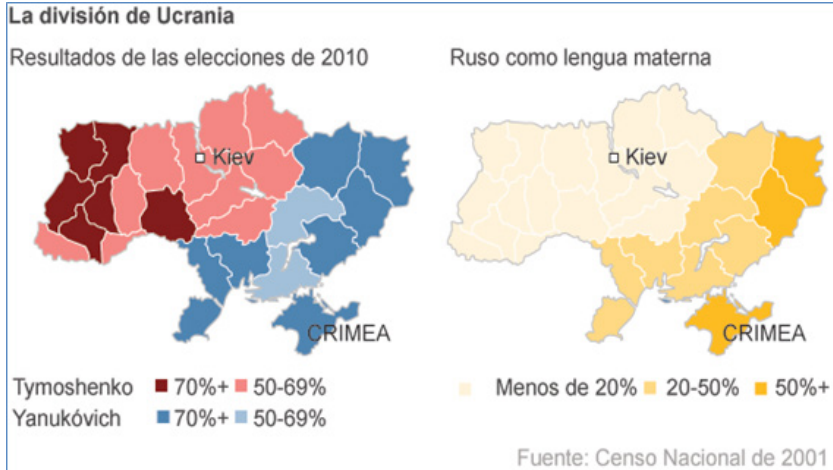 La división de Ucrania
Resultados de las elecciones de 2010
Ruso como lengua materna
Kiev
CRIMEA
Kiev
CRIMEA
Tymoshenko 70%+ 50-69%
Yanukóvich 70%+ 50-69%
Menos de 20% 20-50% 50%+
Fuente: Censo Nacional de 2001